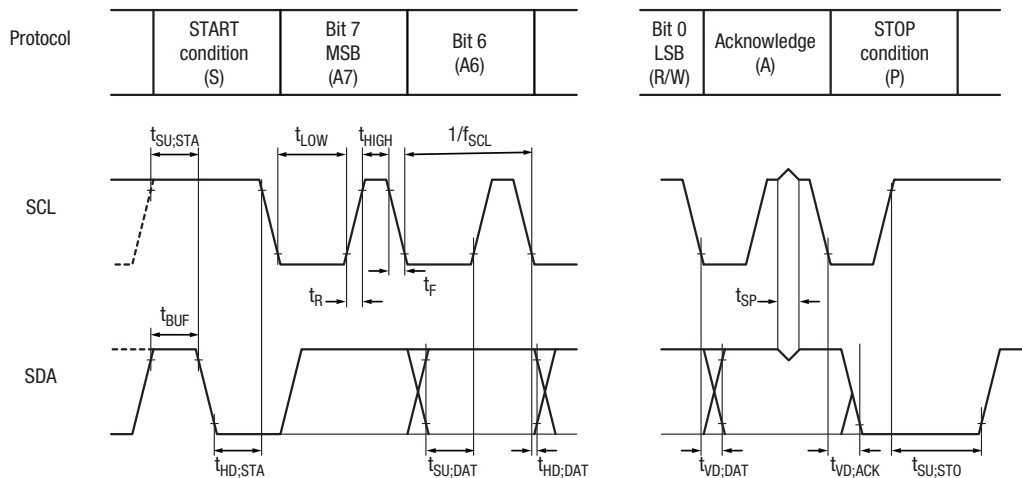 Protocol
START
condition
(S)
Bit 7
MSB
(A7)
Bit 6
(A6)
Bit 0
LSB
(R/W)
Acknowledge
(A)
STOP
condition
(P)
tSU;STA
tLOW
tHIGH
1/fSCL
SCL
tR
tF
tSP
tBUF
SDA
tHD;STA
tSU;DAT
tHD;DAT
tVD;DAT
tVD;ACK
tSU;STO